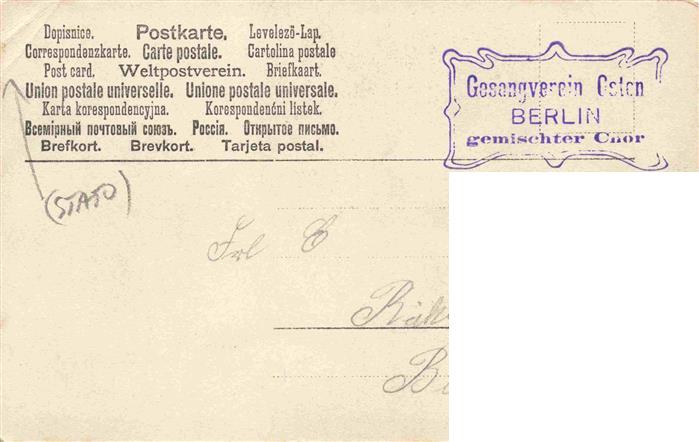 Dopisnice. Postkarte. Levelező-Lap.
Correspondenzkarte. Carte postale. Cartolina postale
Post card. Weltpostverein. Briefkaart.
Union postale universelle. Unione postale universale.
Karta korespondencyjna. Korespondenční listek.
Всемірный почтовый союзъ. Россія. Открытое письмо.
Brefkort. Brevkort. Tarjeta postal.
Gesangverein Osten
BERLIN
gemischter Chor
(STATO)
Frl E